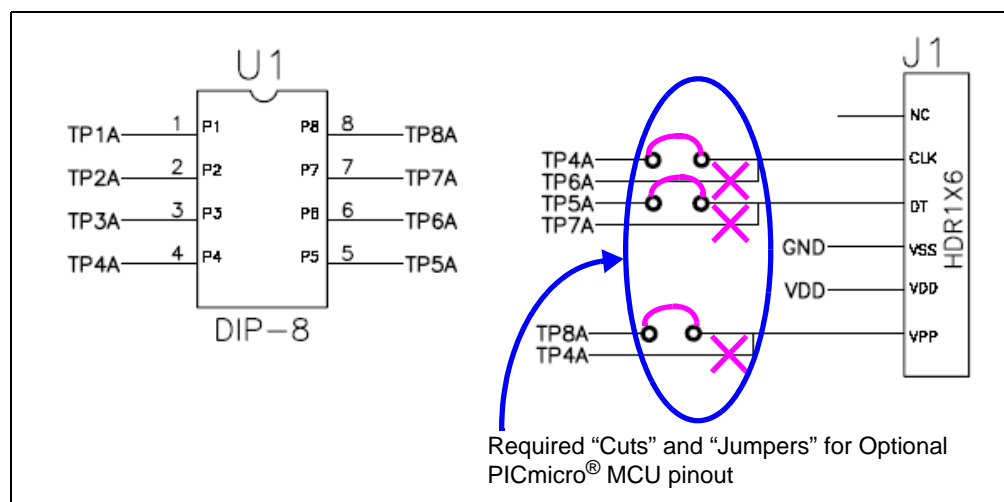 U1
TP1A 1 P1 P8 8 TP8A
TP2A 2 P2 P7 7 TP7A
TP3A 3 P3 P6 6 TP6A
TP4A 4 P4 P5 5 TP5A
DIP-8
J1
NC
TP4A CLK
TP6A
TP5A DT
TP7A
GND VSS
VDD VDD
TP8A VPP
TP4A
HDR1X6
Required “Cuts” and “Jumpers” for Optional
PICmicro® MCU pinout